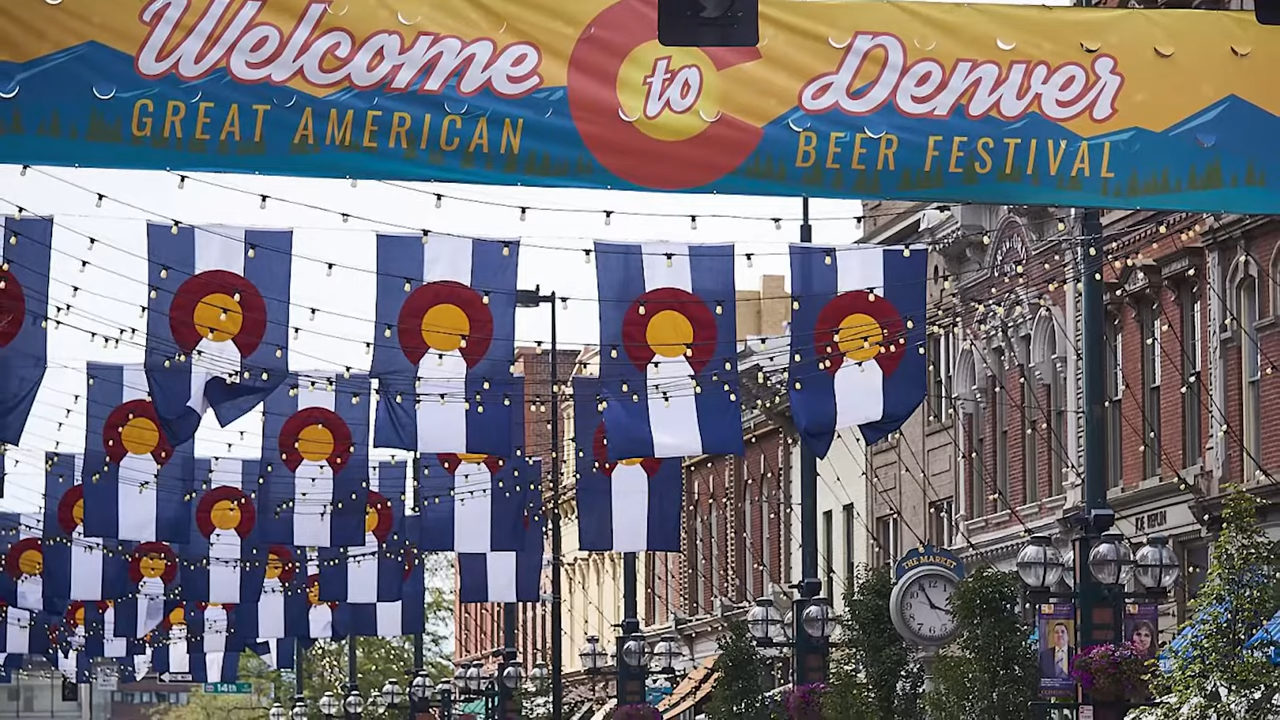 Welcome to Denver
GREAT AMERICAN BEER FESTIVAL
THE MARKET
14th